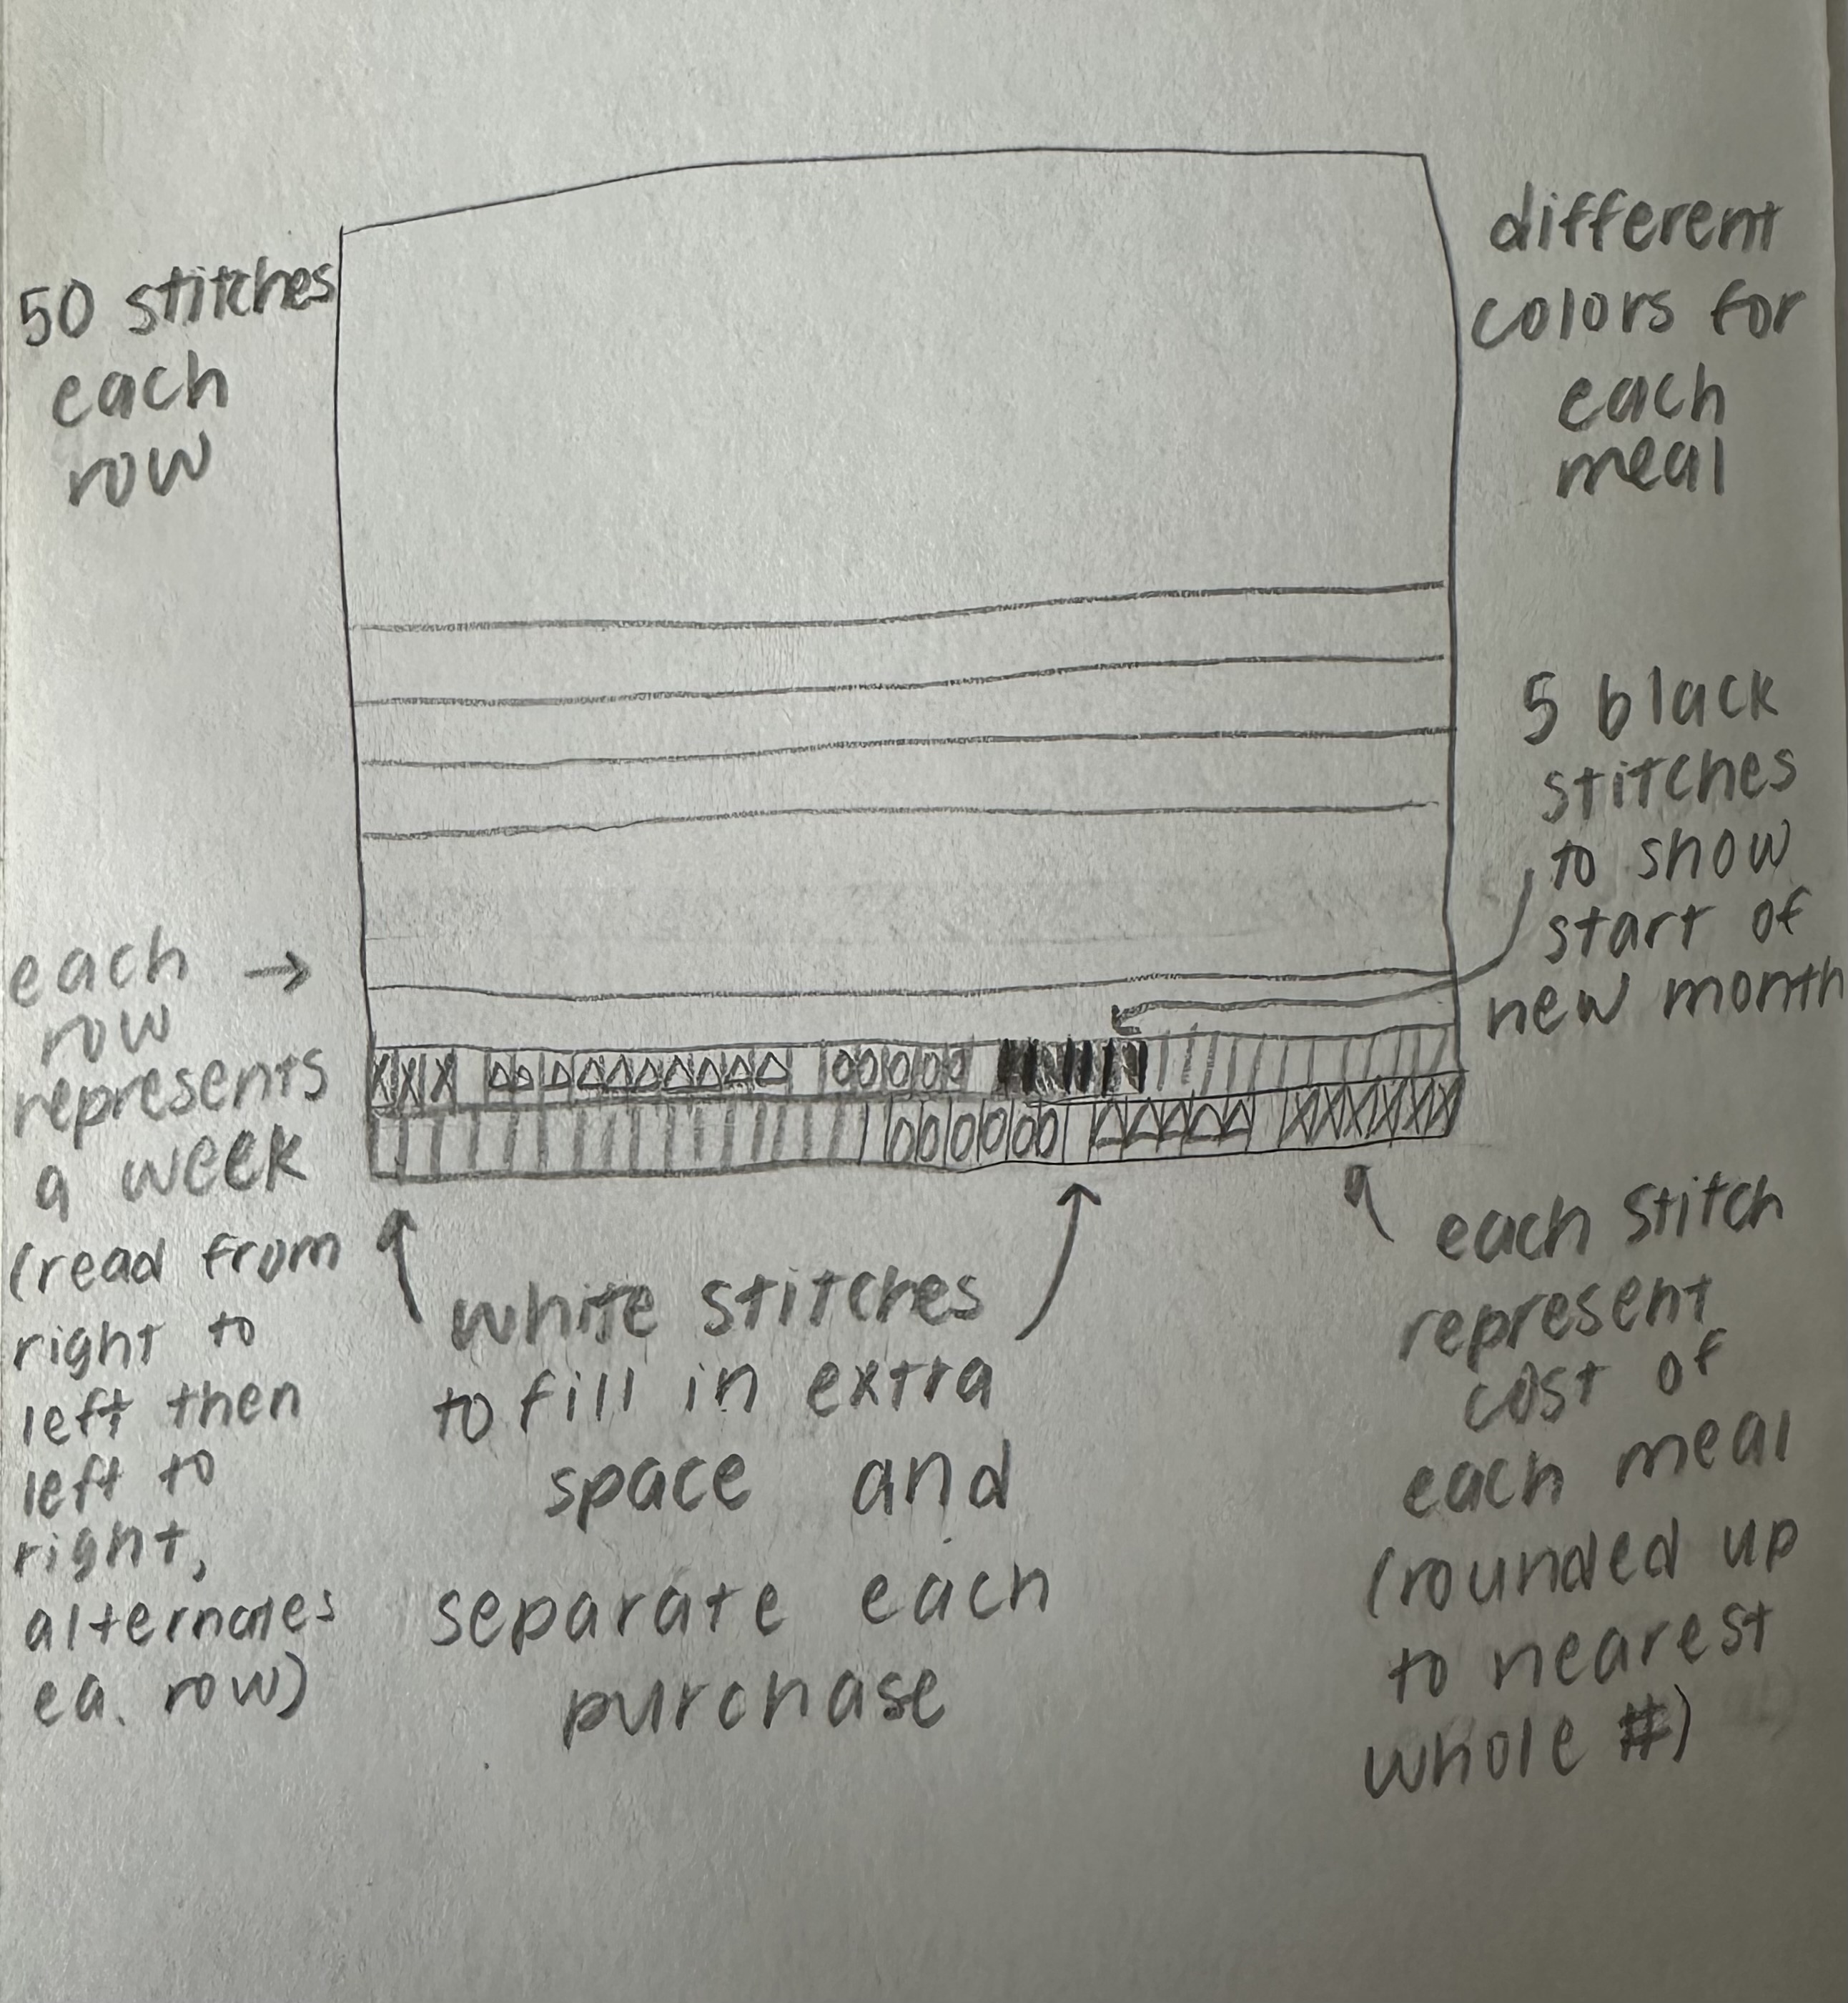 50 stitches
each
row
different
colors for
each
meal
5 black
stitches
to show
start of
new month
each →
row
represents
a week
(read from
right to
left then
left to
right,
alternates
ea. row)
white stitches
to fill in extra
space and
separate each
purchase
each stitch
represent
cost of
each meal
(rounded up
to nearest
whole #)